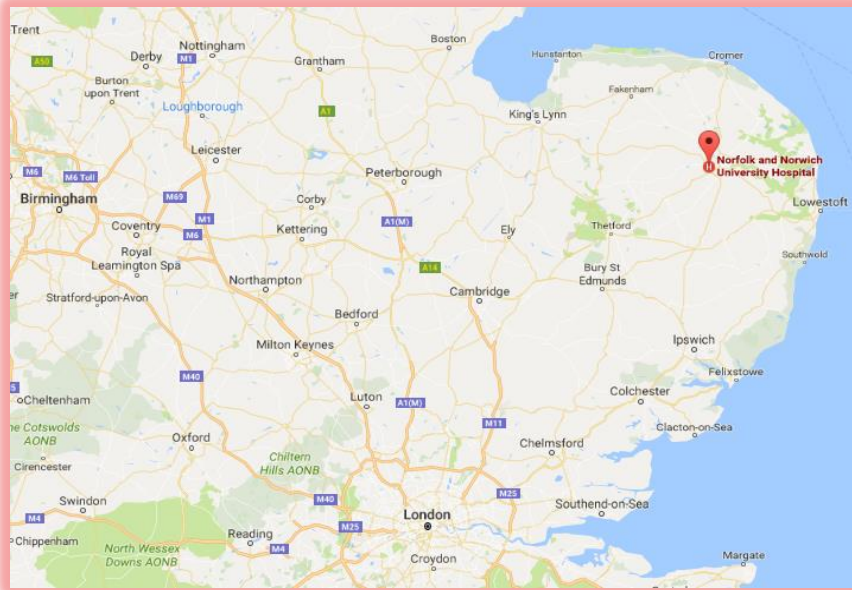 Trent
Nottingham
Boston
Derby
M1
Grantham
Hunstanton
Cromer
A50
Burton
upon Trent
Fakenham
Loughborough
A1
King's Lynn
Leicester
Norfolk and Norwich
University Hospital
H
M6
M6 Toll
Peterborough
Birmingham
M69
Corby
Lowestoft
M1
A1(M)
Coventry
M6
Kettering
Ely
Thetford
Royal
Leamington Spa
Southwold
A14
Bury St
Edmunds
Northampton
Cambridge
Stratford-upon-Avon
Bedford
Ipswich
Milton Keynes
Felixstowe
M40
Cheltenham
Luton
A1(M)
Colchester
M11
Clacton-on-Sea
Cotswolds
AONB
Oxford
Chelmsford
Chiltern
Hills AONB
Cirencester
M40
M25
Swindon
London
Southend-on-Sea
M4
M25
Reading
Chippenham
North Wessex
Downs AONB
M4
Croydon
Margate